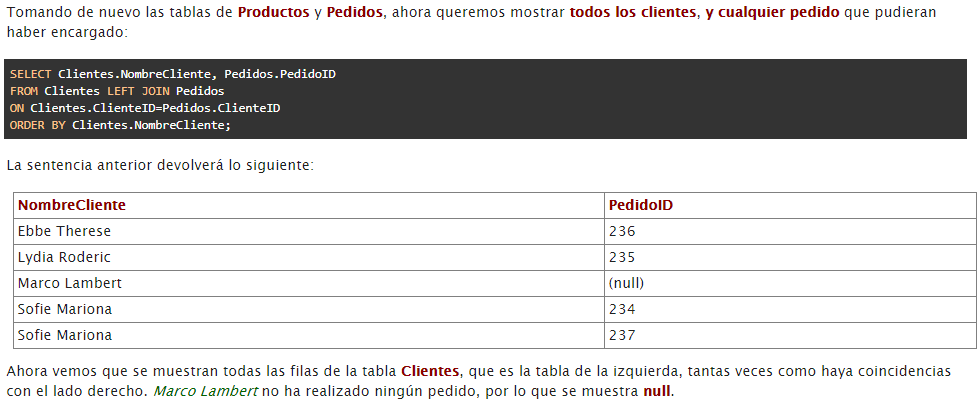 Tomando de nuevo las tablas de Productos y Pedidos, ahora queremos mostrar todos los clientes, y cualquier pedido que pudieran
haber encargado:
SELECT Clientes.NombreCliente, Pedidos.PedidoID
FROM Clientes LEFT JOIN Pedidos
ON Clientes.ClienteID=Pedidos.ClienteID
ORDER BY Clientes.NombreCliente;
La sentencia anterior devolverá lo siguiente:
NombreCliente PedidoID
Ebbe Therese 236
Lydia Roderic 235
Marco Lambert (null)
Sofie Mariona 234
Sofie Mariona 237
Ahora vemos que se muestran todas las filas de la tabla Clientes, que es la tabla de la izquierda, tantas veces como haya coincidencias
con el lado derecho. Marco Lambert no ha realizado ningún pedido, por lo que se muestra null.